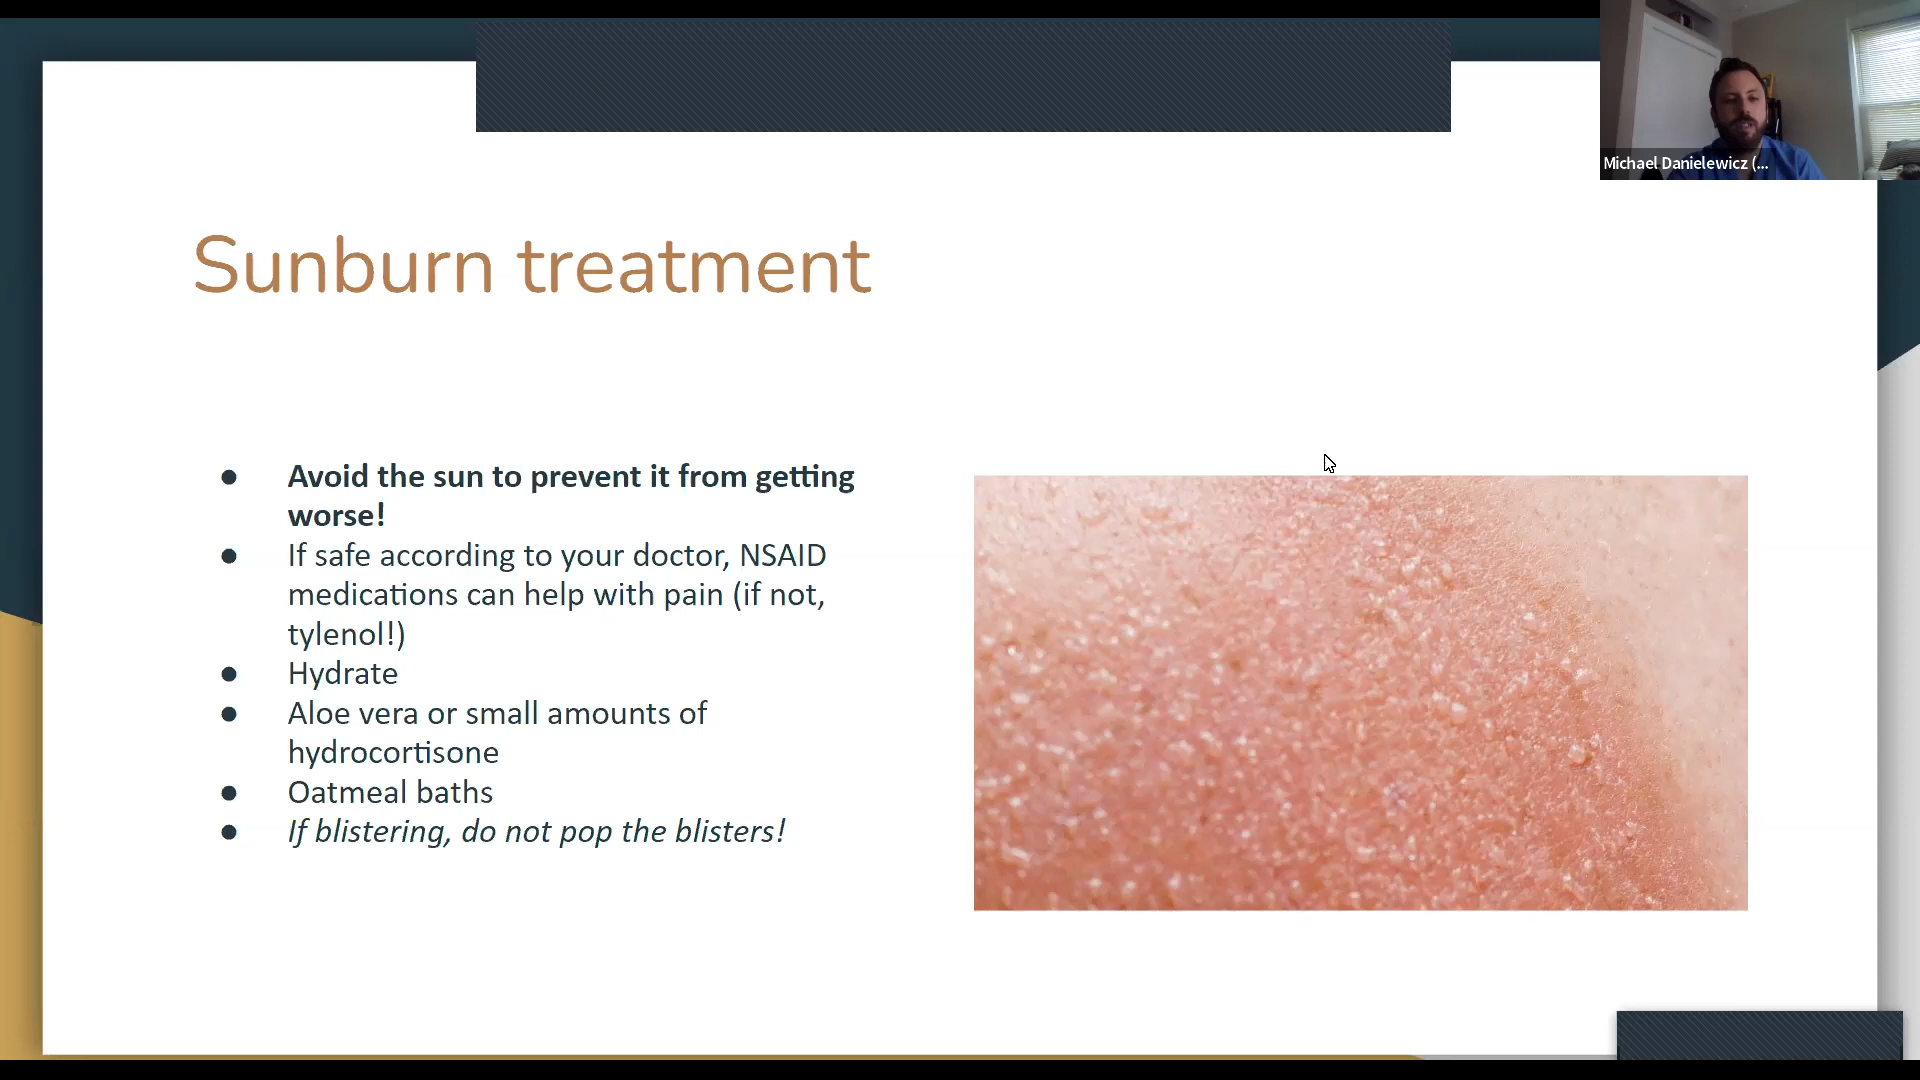 Michael Danielewicz (...
Sunburn treatment
● Avoid the sun to prevent it from getting
worse!
● If safe according to your doctor, NSAID
medications can help with pain (if not,
tylenol!)
● Hydrate
● Aloe vera or small amounts of
hydrocortisone
● Oatmeal baths
● If blistering, do not pop the blisters!